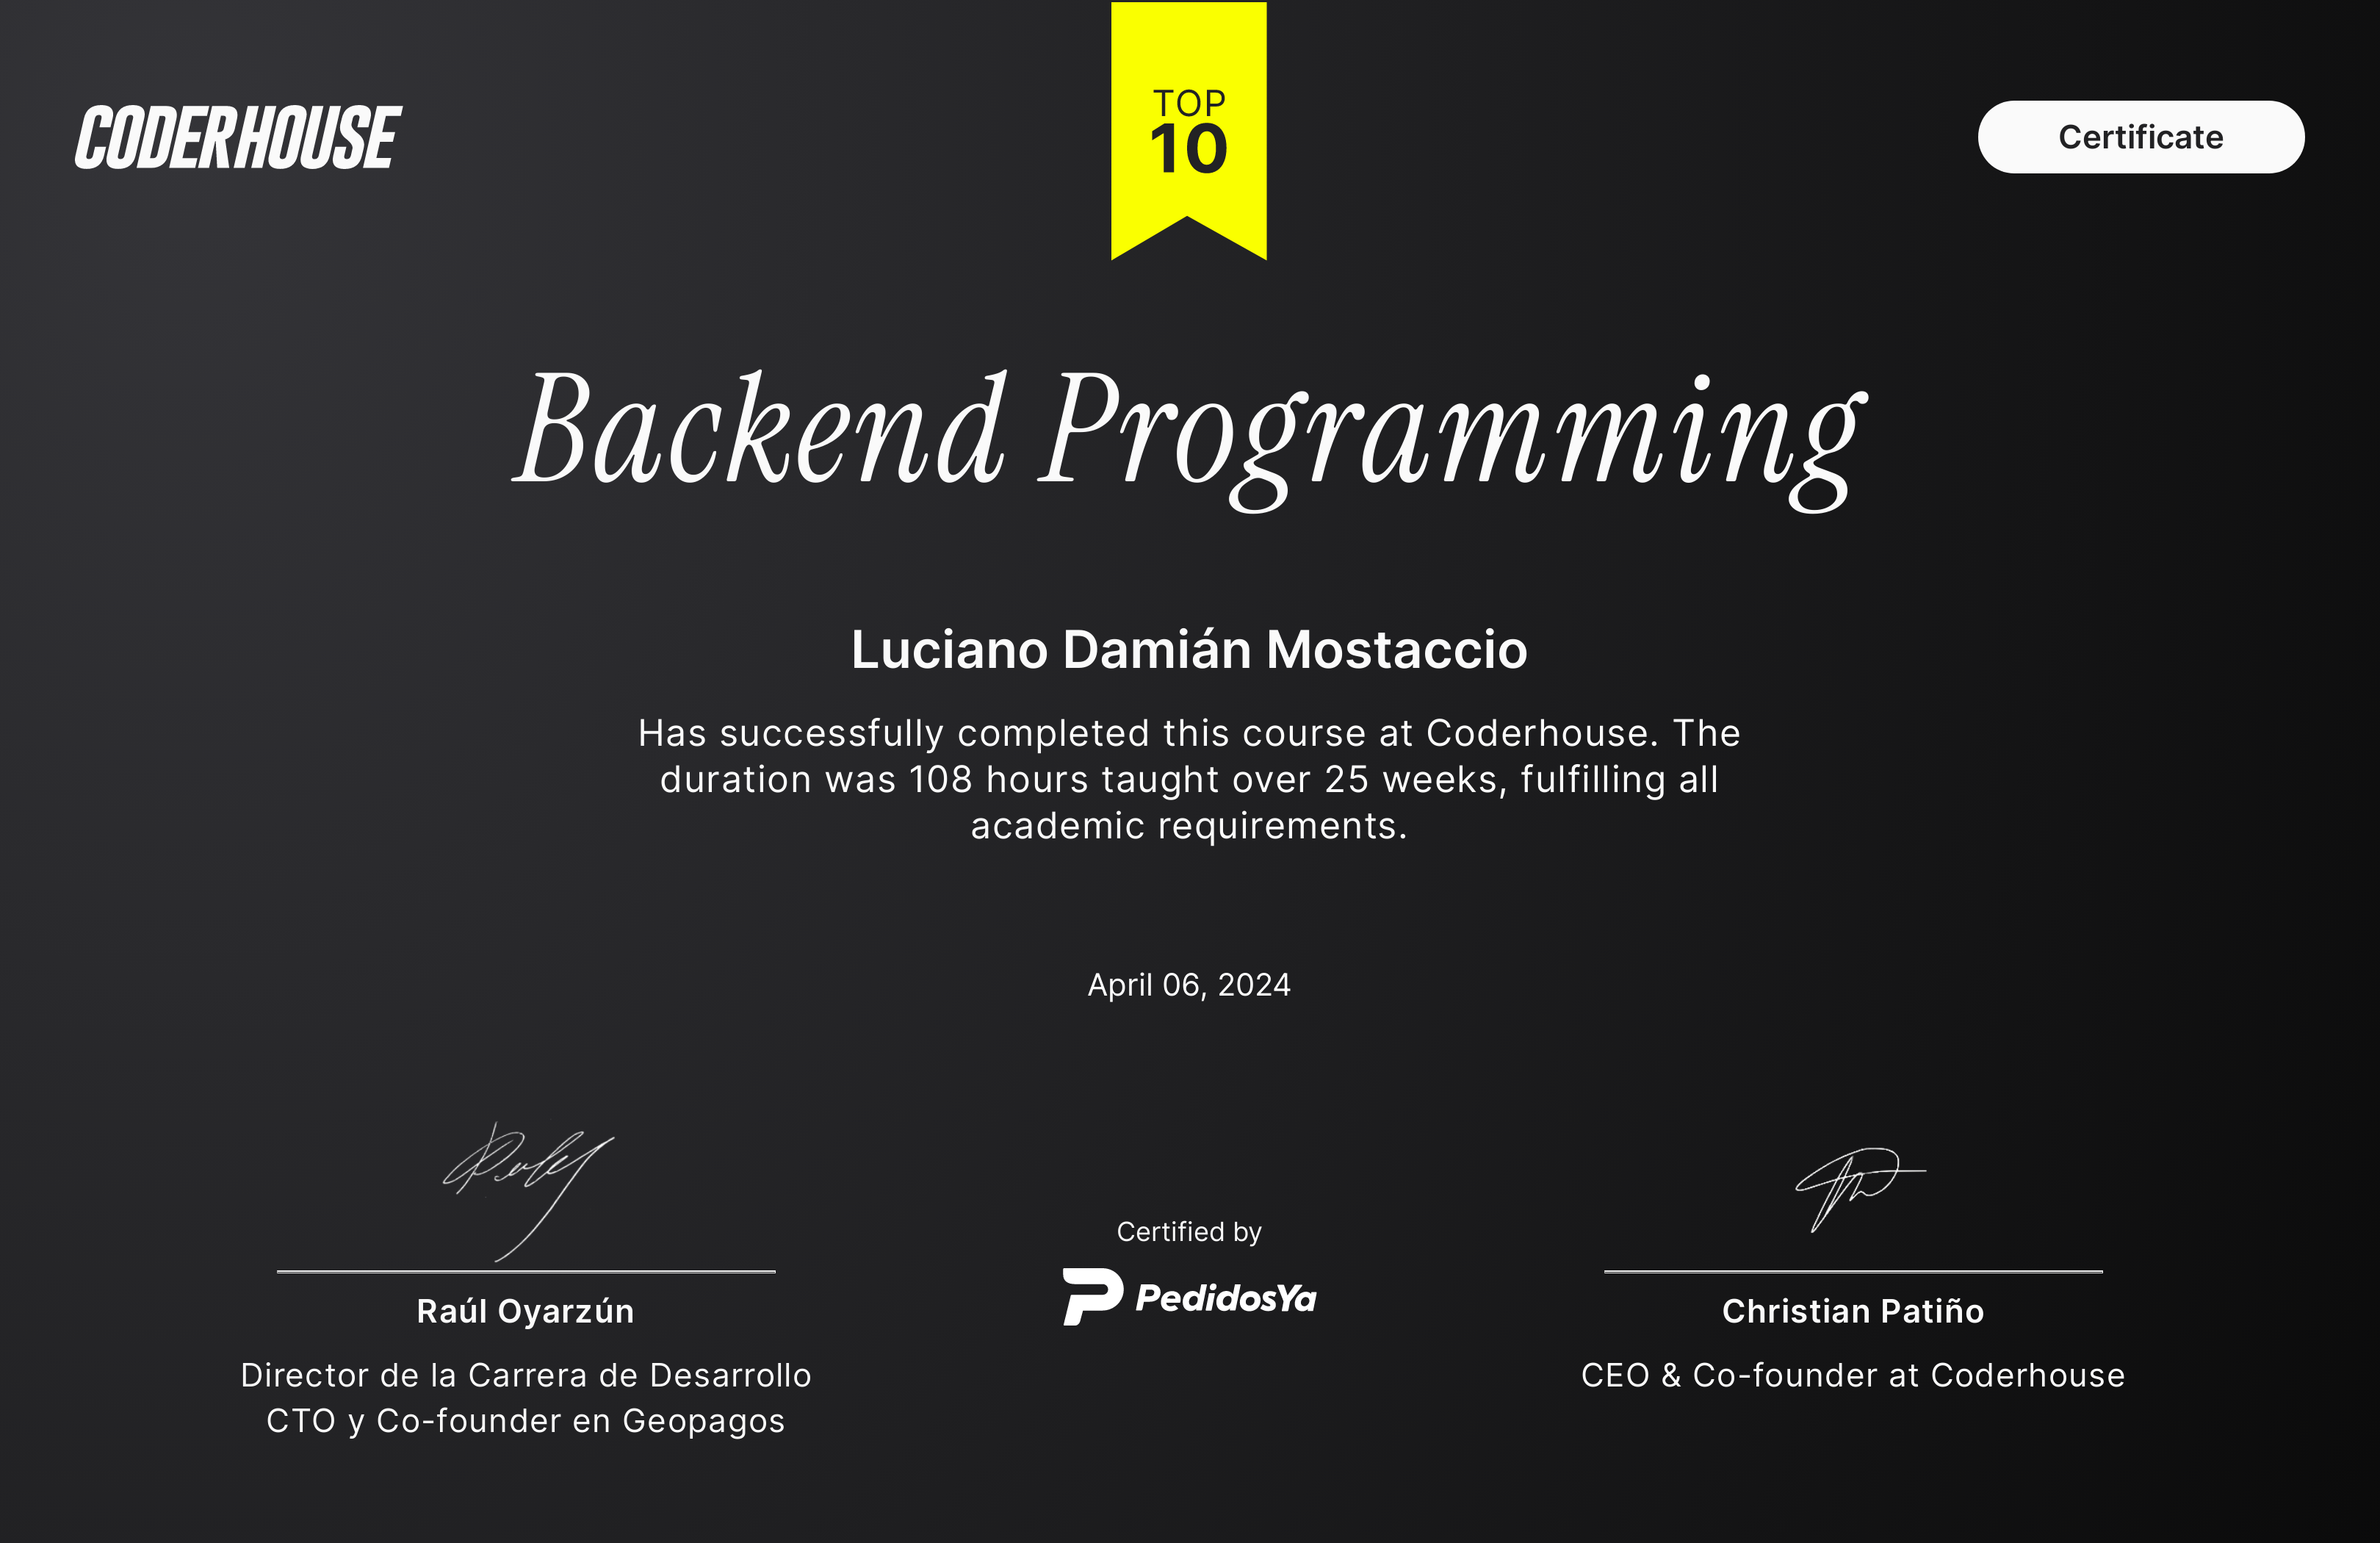 CODERHOUSE
TOP
10
Certificate
Backend Programming
Luciano Damián Mostaccio
Has successfully completed this course at Coderhouse. The
duration was 108 hours taught over 25 weeks, fulfilling all
academic requirements.
April 06, 2024
Raúl Oyarzún
Director de la Carrera de Desarrollo
CTO y Co-founder en Geopagos
Certified by
PedidosYa
Christian Patiño
CEO & Co-founder at Coderhouse